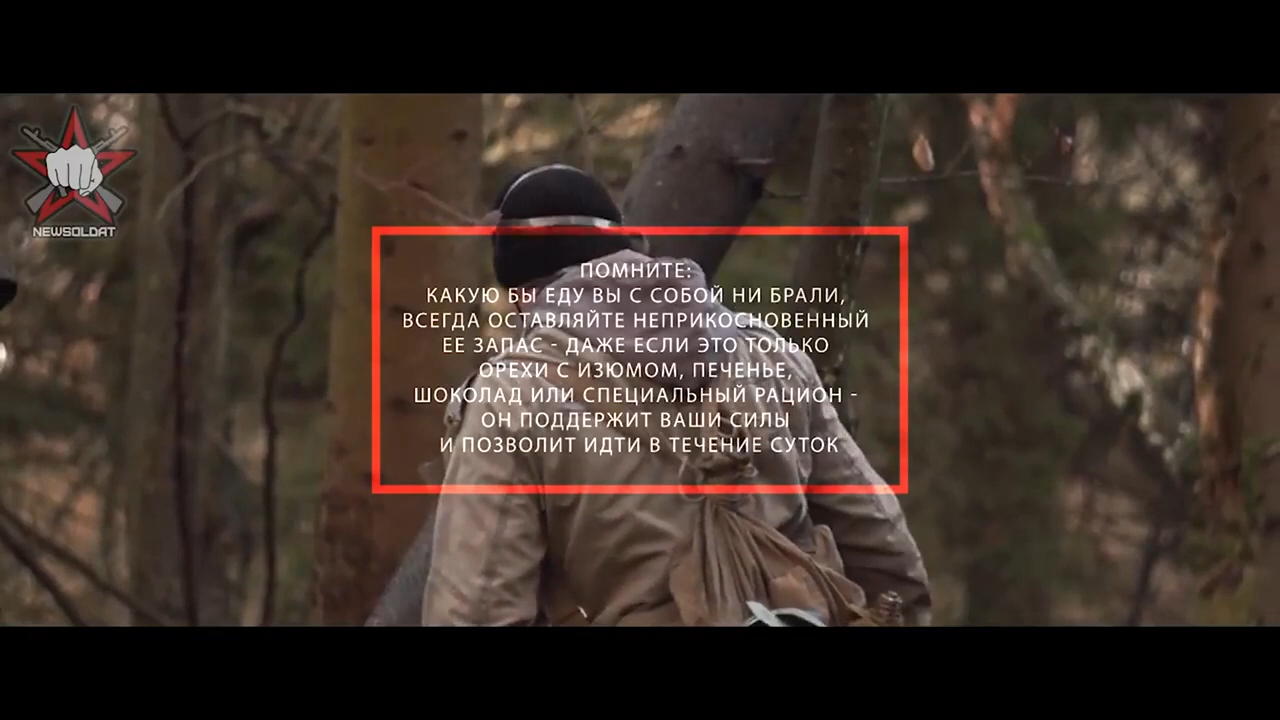 NEWSOLDAT
ПОМНИТЕ:
КАКУЮ БЫ ЕДУ ВЫ С СОБОЙ НИ БРАЛИ,
ВСЕГДА ОСТАВЛЯЙТЕ НЕПРИКОСНОВЕННЫЙ
ЕЕ ЗАПАС - ДАЖЕ ЕСЛИ ЭТО ТОЛЬКО
ОРЕХИ С ИЗЮМОМ, ПЕЧЕНЬЕ,
ШОКОЛАД ИЛИ СПЕЦИАЛЬНЫЙ РАЦИОН -
ОН ПОДДЕРЖИТ ВАШИ СИЛЫ
И ПОЗВОЛИТ ИДТИ В ТЕЧЕНИЕ СУТОК